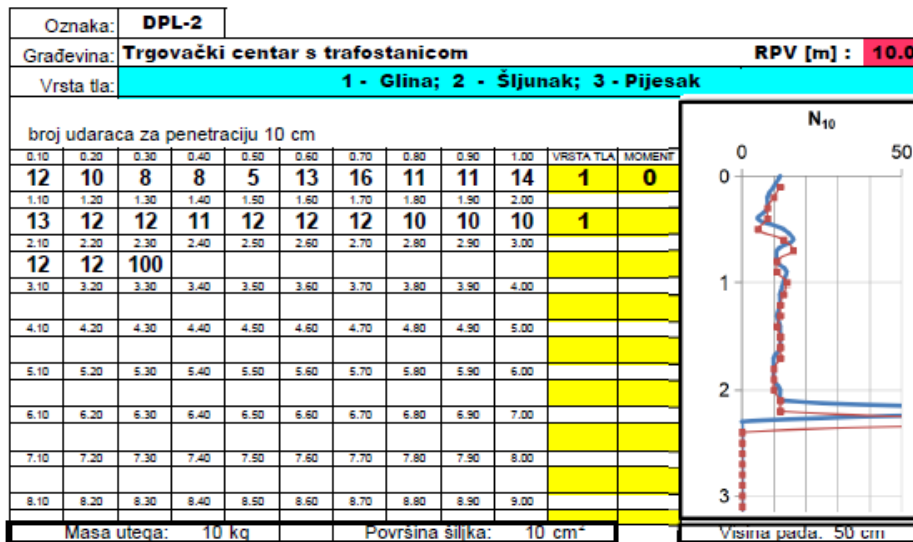 Oznaka: DPL-2
Građevina: Trgovački centar s trafostanicom RPV [m] : 10.0
Vrsta tla: 1 - Glina; 2 - Šljunak; 3 - Pijesak
broj udaraca za penetraciju 10 cm
0.10 0.20 0.30 0.40 0.50 0.60 0.70 0.80 0.90 1.00 VRSTA TLA MOMENT
12 10 8 8 5 13 16 11 11 14 1 0
1.10 1.20 1.30 1.40 1.50 1.60 1.70 1.80 1.90 2.00
13 12 12 11 12 12 12 10 10 10 1
2.10 2.20 2.30 2.40 2.50 2.60 2.70 2.80 2.90 3.00
12 12 100
3.10 3.20 3.30 3.40 3.50 3.60 3.70 3.80 3.90 4.00
4.10 4.20 4.30 4.40 4.50 4.60 4.70 4.80 4.90 5.00
5.10 5.20 5.30 5.40 5.50 5.60 5.70 5.80 5.90 6.00
6.10 6.20 6.30 6.40 6.50 6.60 6.70 6.80 6.90 7.00
7.10 7.20 7.30 7.40 7.50 7.60 7.70 7.80 7.90 8.00
8.10 8.20 8.30 8.40 8.50 8.60 8.70 8.80 8.90 9.00
N₁₀
0 50
0
1
2
3
Masa utega: 10 kg Površina šiljka: 10 cm² Visina pada: 50 cm